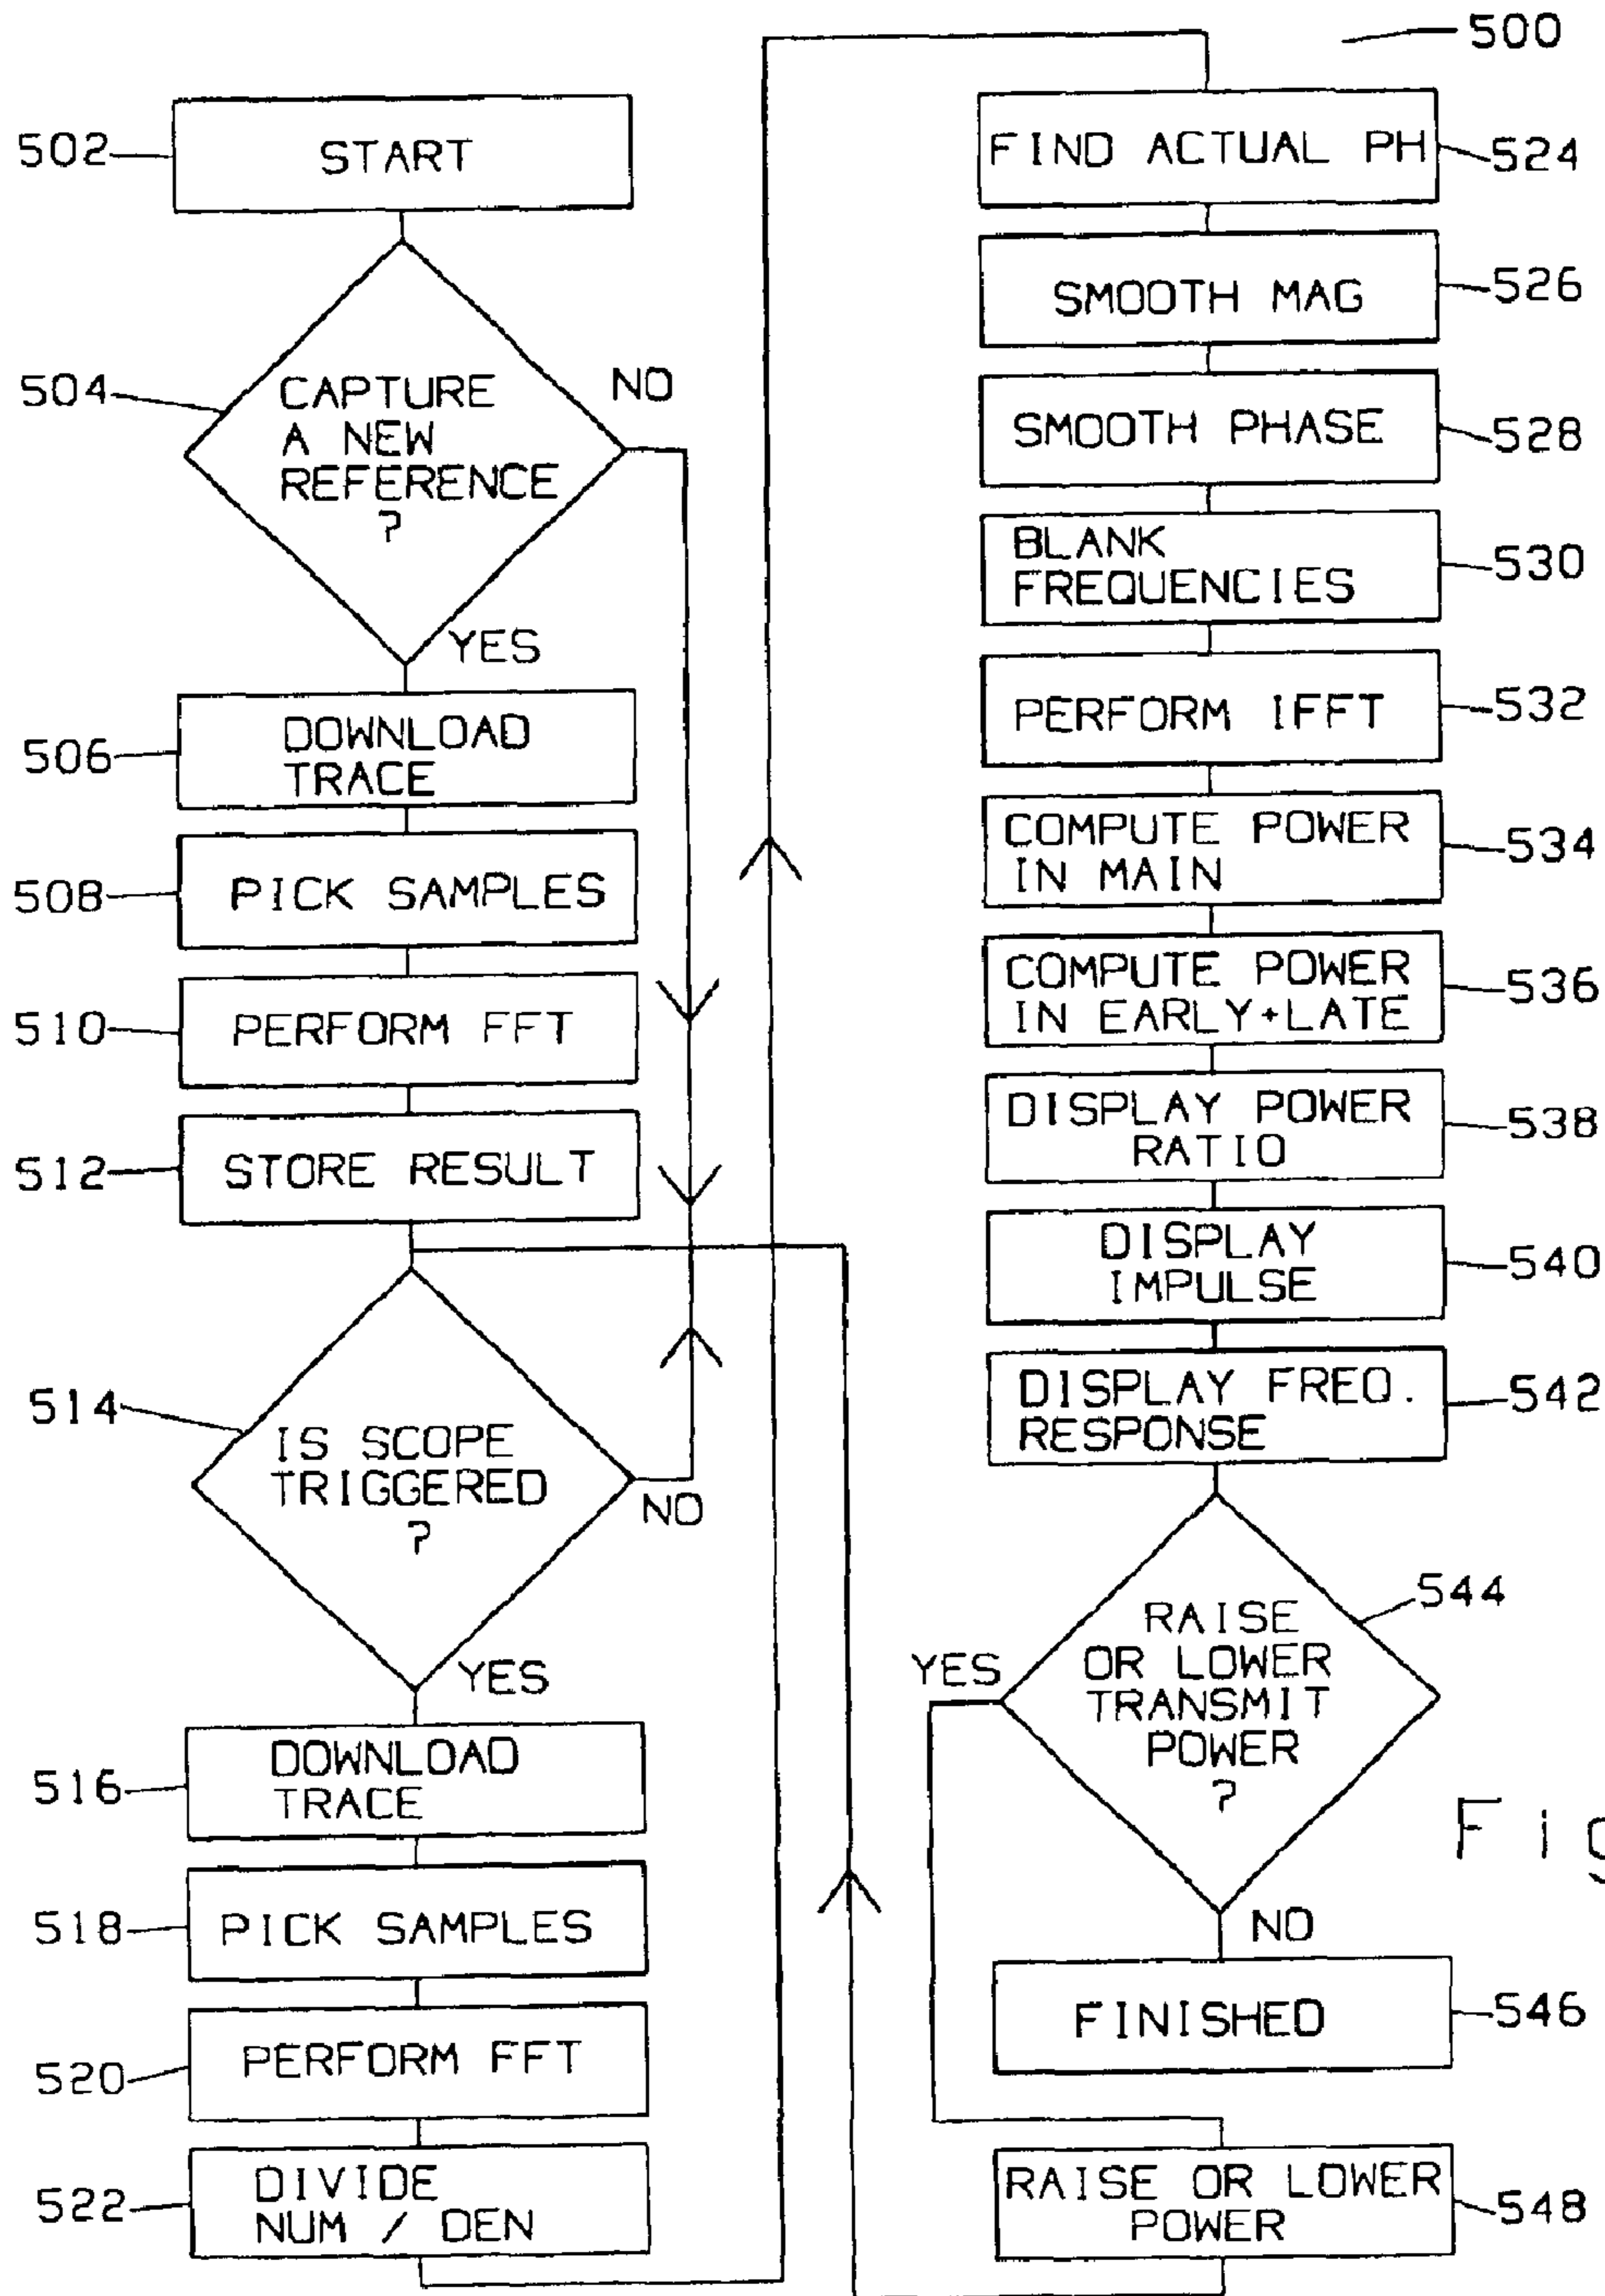 500
502
START
504
CAPTURE
A NEW
REFERENCE
?
NO
YES
506
DOWNLOAD
TRACE
508
PICK SAMPLES
510
PERFORM FFT
512
STORE RESULT
514
IS SCOPE
TRIGGERED
?
NO
YES
516
DOWNLOAD
TRACE
518
PICK SAMPLES
520
PERFORM FFT
522
DIVIDE
NUM / DEN
FIND ACTUAL PH
524
SMOOTH MAG
526
SMOOTH PHASE
528
BLANK
FREQUENCIES
530
PERFORM IFFT
532
COMPUTE POWER
IN MAIN
534
COMPUTE POWER
IN EARLY+LATE
536
DISPLAY POWER
RATIO
538
DISPLAY
IMPULSE
540
DISPLAY FREQ.
RESPONSE
542
RAISE
OR LOWER
TRANSMIT
POWER
?
544
YES
NO
Fig
FINISHED
546
RAISE OR LOWER
POWER
548